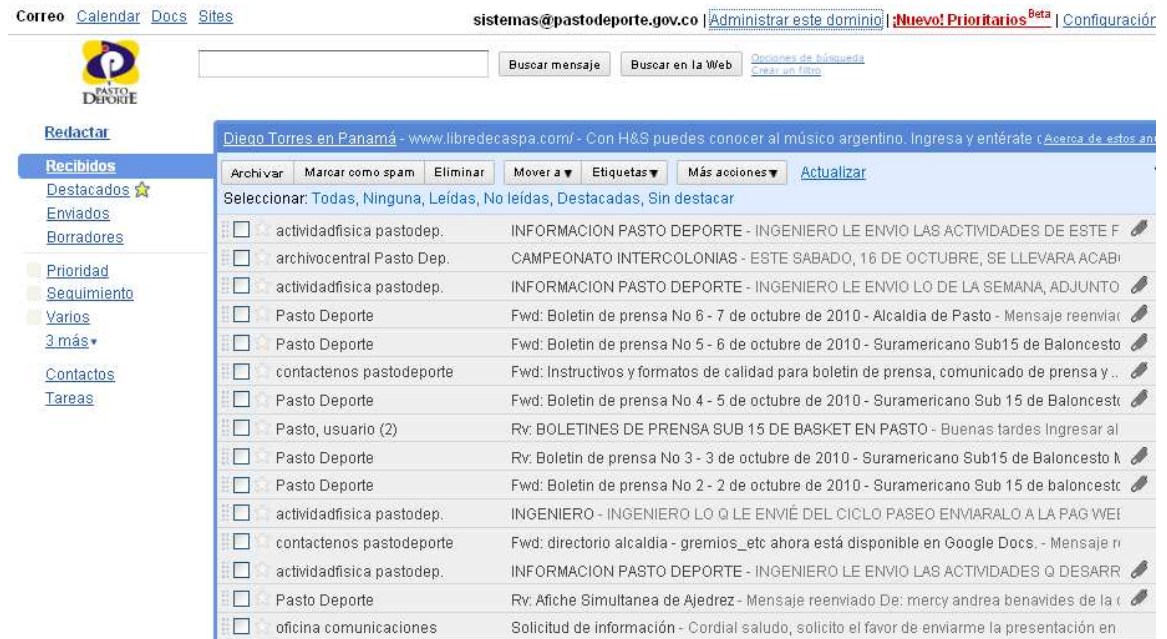 Correo Calendar Docs Sites sistemas@pastodeporte.gov.co | Administrar este dominio | ¡Nuevo! Prioritarios Beta | Configuración
PASTO
DEPORTE
Buscar mensaje Buscar en la Web Opciones de búsqueda
Crear un filtro
Redactar
Recibidos
Destacados
Enviados
Borradores
Prioridad
Seguimiento
Varios
3 más▾
Contactos
Tareas
Diego Torres en Panamá - www.libredecaspa.com/ - Con H&S puedes conocer al músico argentino. Ingresa y entérate c Acerca de estos anu
Archivar Marcar como spam Eliminar Mover a ▼ Etiquetas ▼ Más acciones ▼ Actualizar
Seleccionar: Todas, Ninguna, Leídas, No leídas, Destacadas, Sin destacar
actividadfisica pastodep. INFORMACION PASTO DEPORTE - INGENIERO LE ENVIO LAS ACTIVIDADES DE ESTE F
archivocentral Pasto Dep. CAMPEONATO INTERCOLONIAS - ESTE SABADO, 16 DE OCTUBRE, SE LLEVARA ACAB
actividadfisica pastodep. INFORMACION PASTO DEPORTE - INGENIERO LE ENVIO LO DE LA SEMANA, ADJUNTO
Pasto Deporte Fwd: Boletin de prensa No 6 - 7 de octubre de 2010 - Alcaldia de Pasto - Mensaje reenviac
Pasto Deporte Fwd: Boletin de prensa No 5 - 6 de octubre de 2010 - Suramericano Sub15 de Baloncesto
contactenos pastodeporte Fwd: Instructivos y formatos de calidad para boletin de prensa, comunicado de prensa y ..
Pasto Deporte Fwd: Boletin de prensa No 4 - 5 de octubre de 2010 - Suramericano Sub 15 de Baloncest
Pasto, usuario (2) Rv: BOLETINES DE PRENSA SUB 15 DE BASKET EN PASTO - Buenas tardes Ingresar al
Pasto Deporte Rv: Boletin de prensa No 3 - 3 de octubre de 2010 - Suramericano Sub15 de Baloncesto M
Pasto Deporte Fwd: Boletin de prensa No 2 - 2 de octubre de 2010 - Suramericano Sub 15 de baloncestc
actividadfisica pastodep. INGENIERO - INGENIERO LO Q LE ENVIÉ DEL CICLO PASEO ENVIARALO A LA PAG WEB
contactenos pastodeporte Fwd: directorio alcaldia - gremios_etc ahora está disponible en Google Docs. - Mensaje r
actividadfisica pastodep. INFORMACION PASTO DEPORTE - INGENIERO LE ENVIO LAS ACTIVIDADES Q DESARR
Pasto Deporte Rv: Afiche Simultanea de Ajedrez - Mensaje reenviado De: mercy andrea benavides de la c
oficina comunicaciones Solicitud de información - Cordial saludo, solicito el favor de enviarme la presentación en